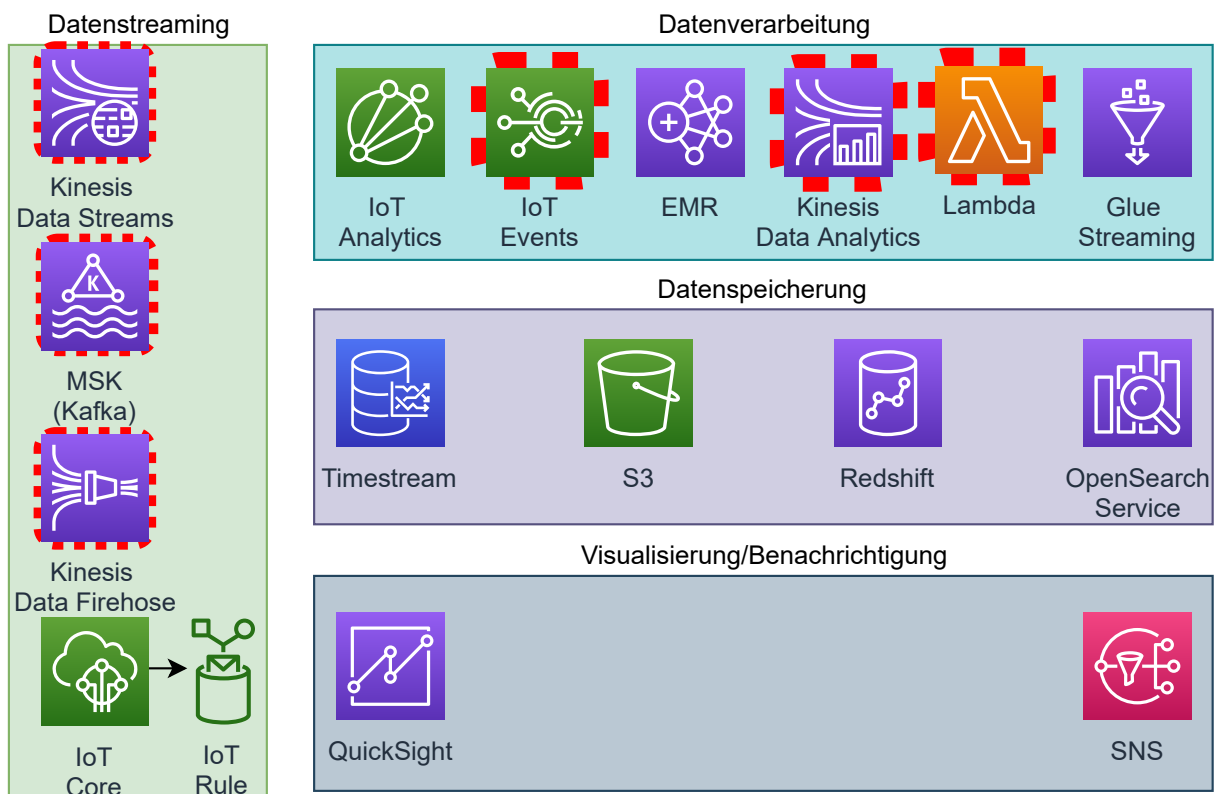 Datenstreaming
Kinesis
Data Streams
K
MSK
(Kafka)
Kinesis
Data Firehose
IoT
Core
IoT
Rule
Datenverarbeitung
IoT
Analytics
IoT
Events
EMR
Kinesis
Data Analytics
Lambda
Glue
Streaming
Datenspeicherung
Timestream
S3
Redshift
OpenSearch
Service
Visualisierung/Benachrichtigung
QuickSight
SNS